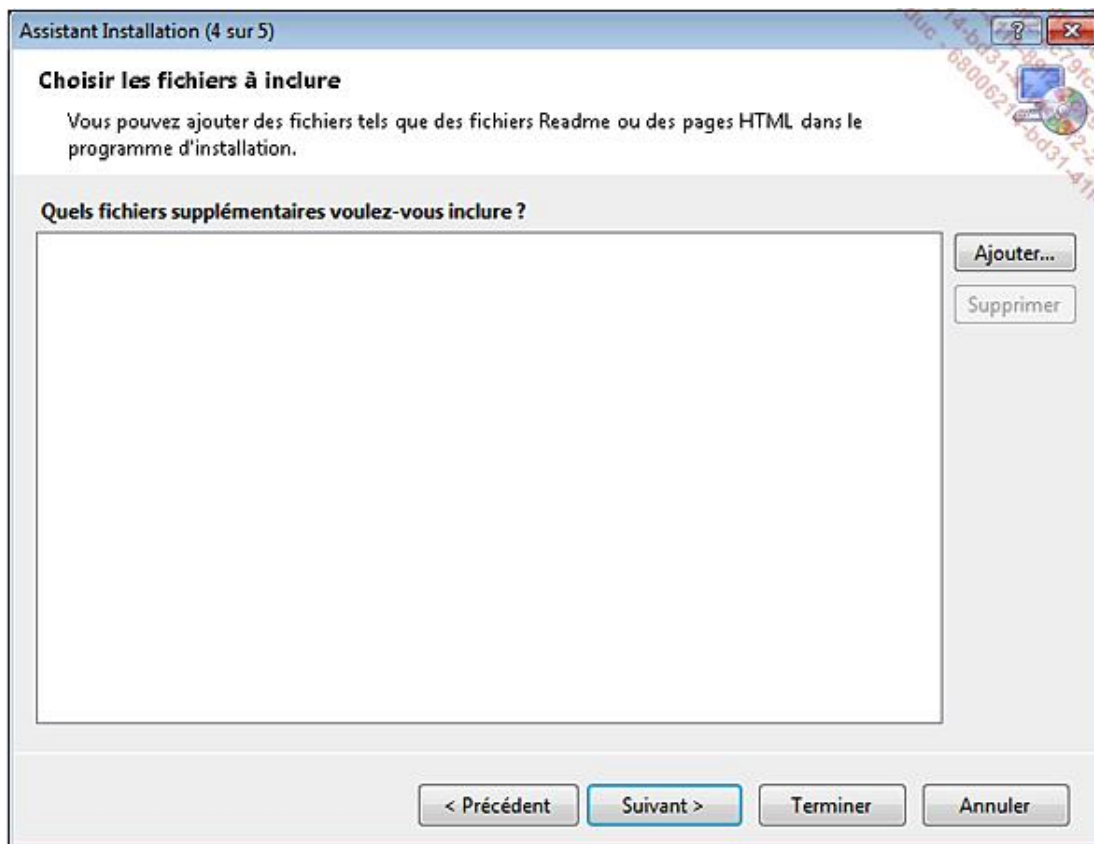 Assistant Installation (4 sur 5)
Choisir les fichiers à inclure
Vous pouvez ajouter des fichiers tels que des fichiers Readme ou des pages HTML dans le
programme d'installation.
Quels fichiers supplémentaires voulez-vous inclure ?
Ajouter...
Supprimer
< Précédent
Suivant >
Terminer
Annuler